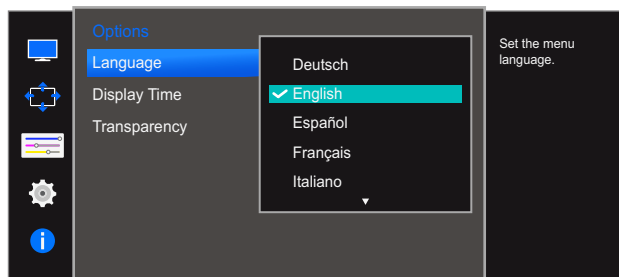 Options
Language
Display Time
Transparency
Deutsch
English
Español
Français
Italiano
Set the menu
language.